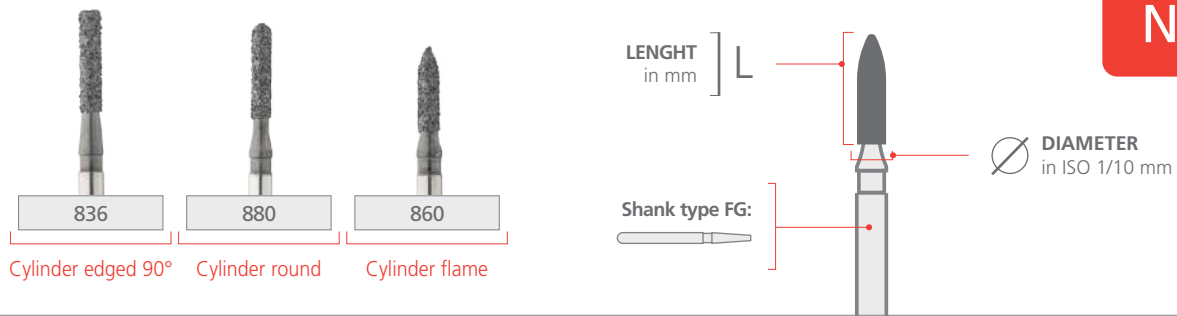 836
880
860
Cylinder edged 90°
Cylinder round
Cylinder flame
LENGHT
in mm
L
DIAMETER
in ISO 1/10 mm
Shank type FG:
N